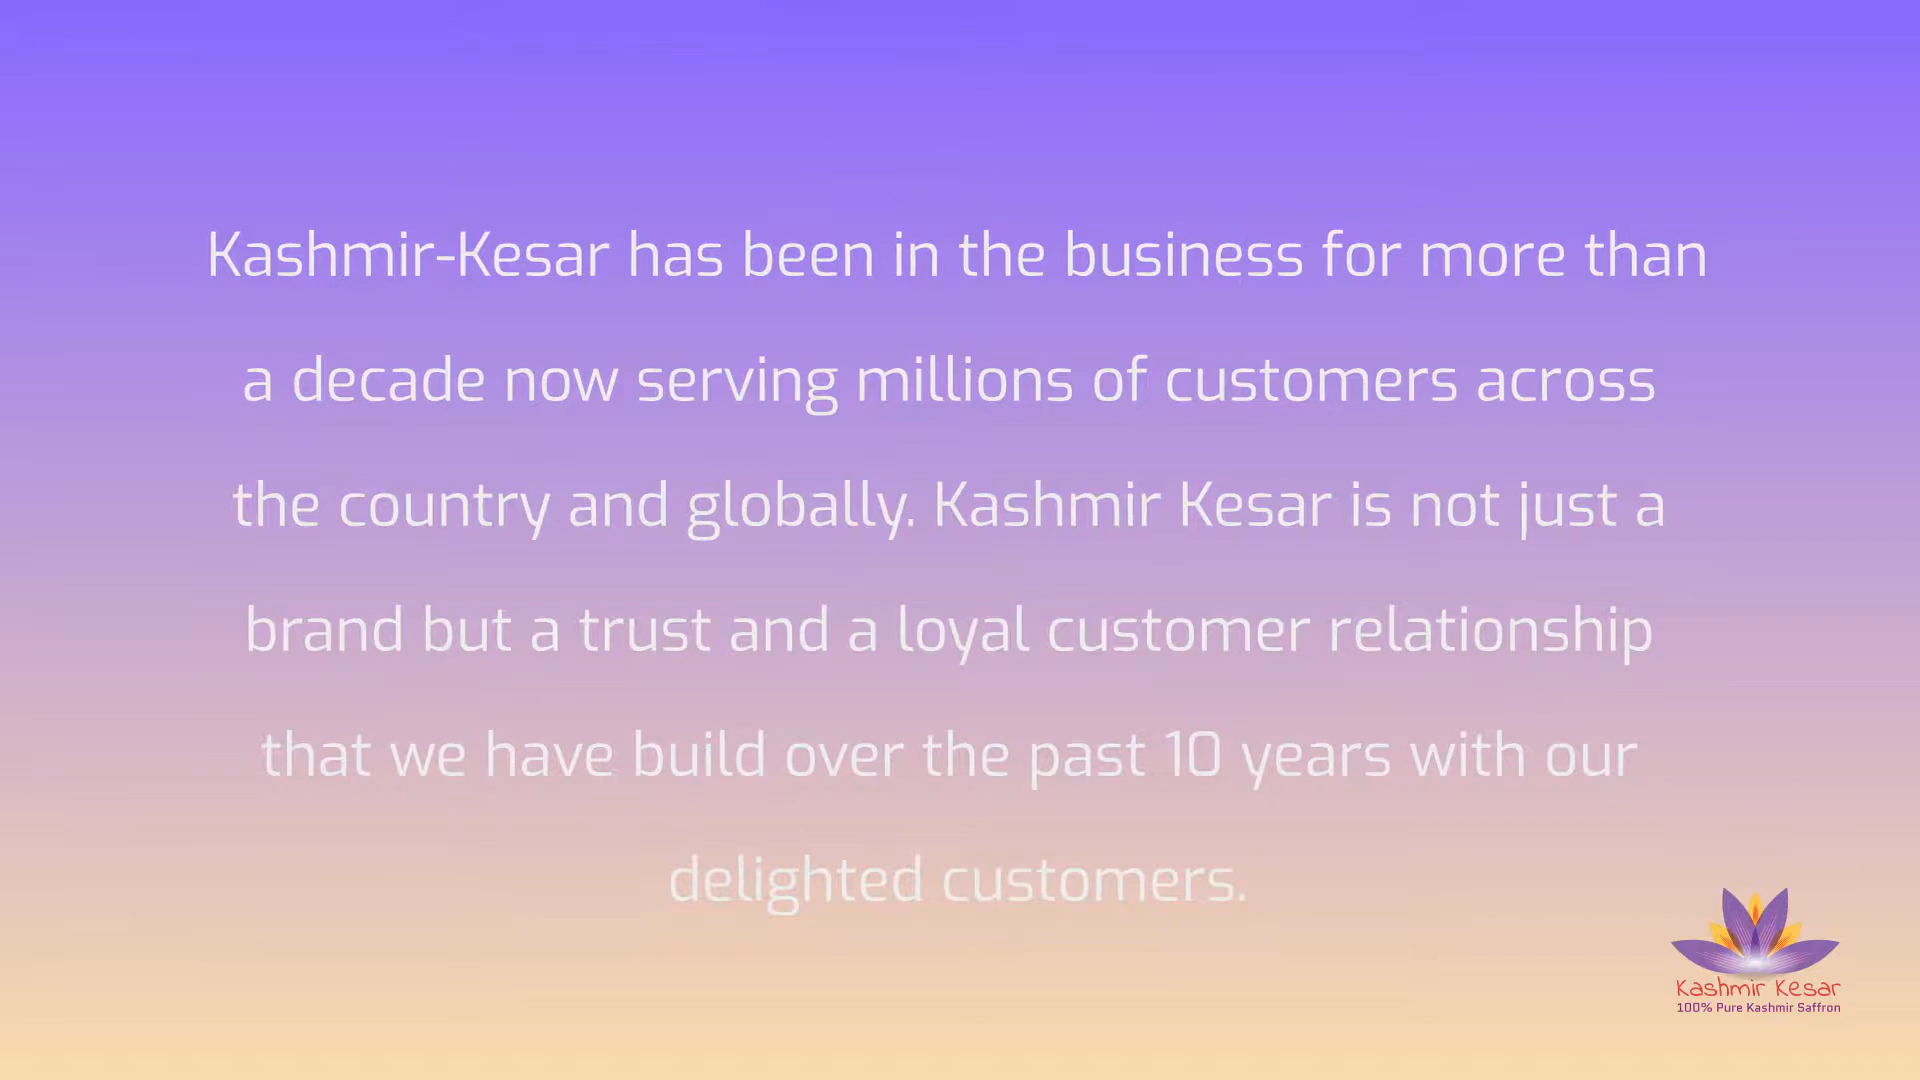 Kashmir-Kesar has been in the business for more than
a decade now serving millions of customers across
the country and globally. Kashmir Kesar is not just a
brand but a trust and a loyal customer relationship
that we have build over the past 10 years with our
delighted customers.
Kashmir Kesar
100% Pure Kashmir Saffron